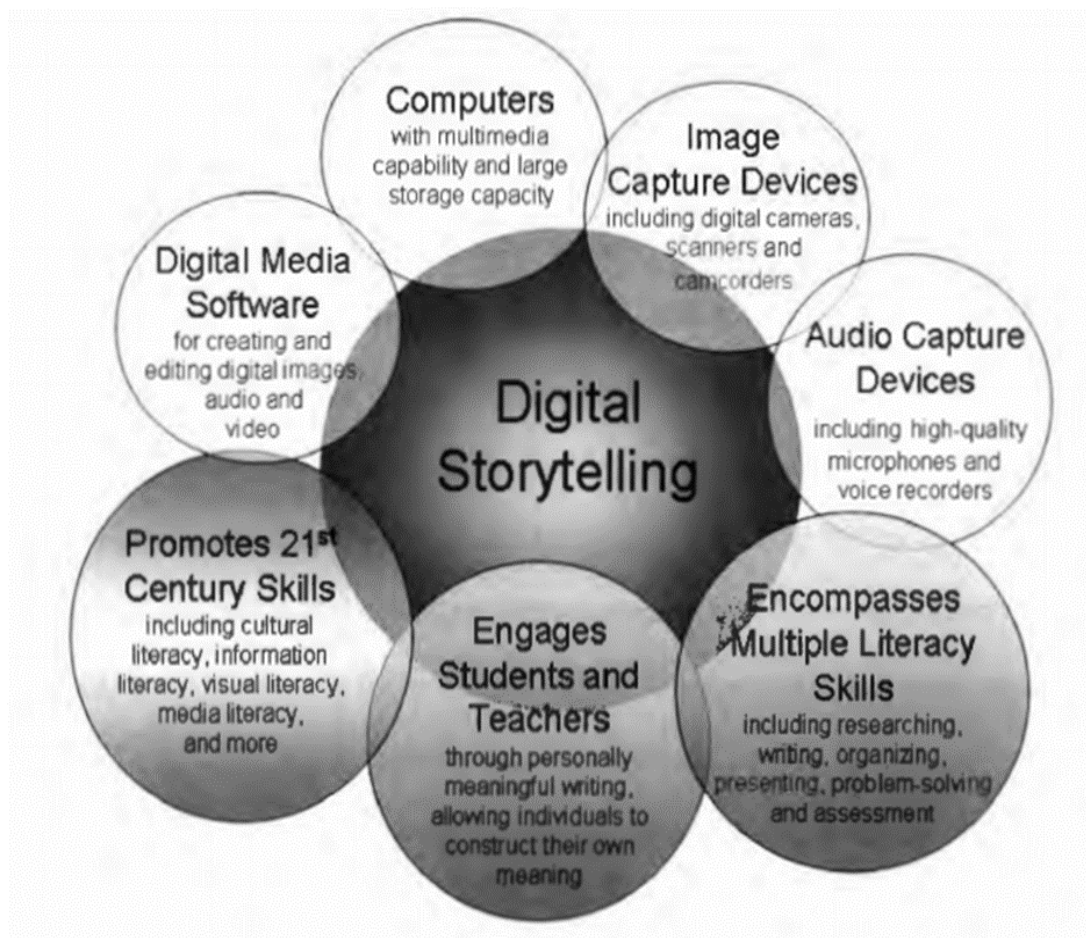 Computers
with multimedia
capability and large
storage capacity
Image
Capture Devices
including digital cameras,
scanners and
camcorders
Digital Media
Software
for creating and
editing digital images,
audio and
video
Audio Capture
Devices
including high-quality
microphones and
voice recorders
Digital
Storytelling
Promotes 21st
Century Skills
including cultural
literacy, information
literacy, visual literacy,
media literacy,
and more
Engages
Students and
Teachers
through personally
meaningful writing,
allowing individuals to
construct their own
meaning
Encompasses
Multiple Literacy
Skills
including researching,
writing, organizing,
presenting, problem-solving
and assessment